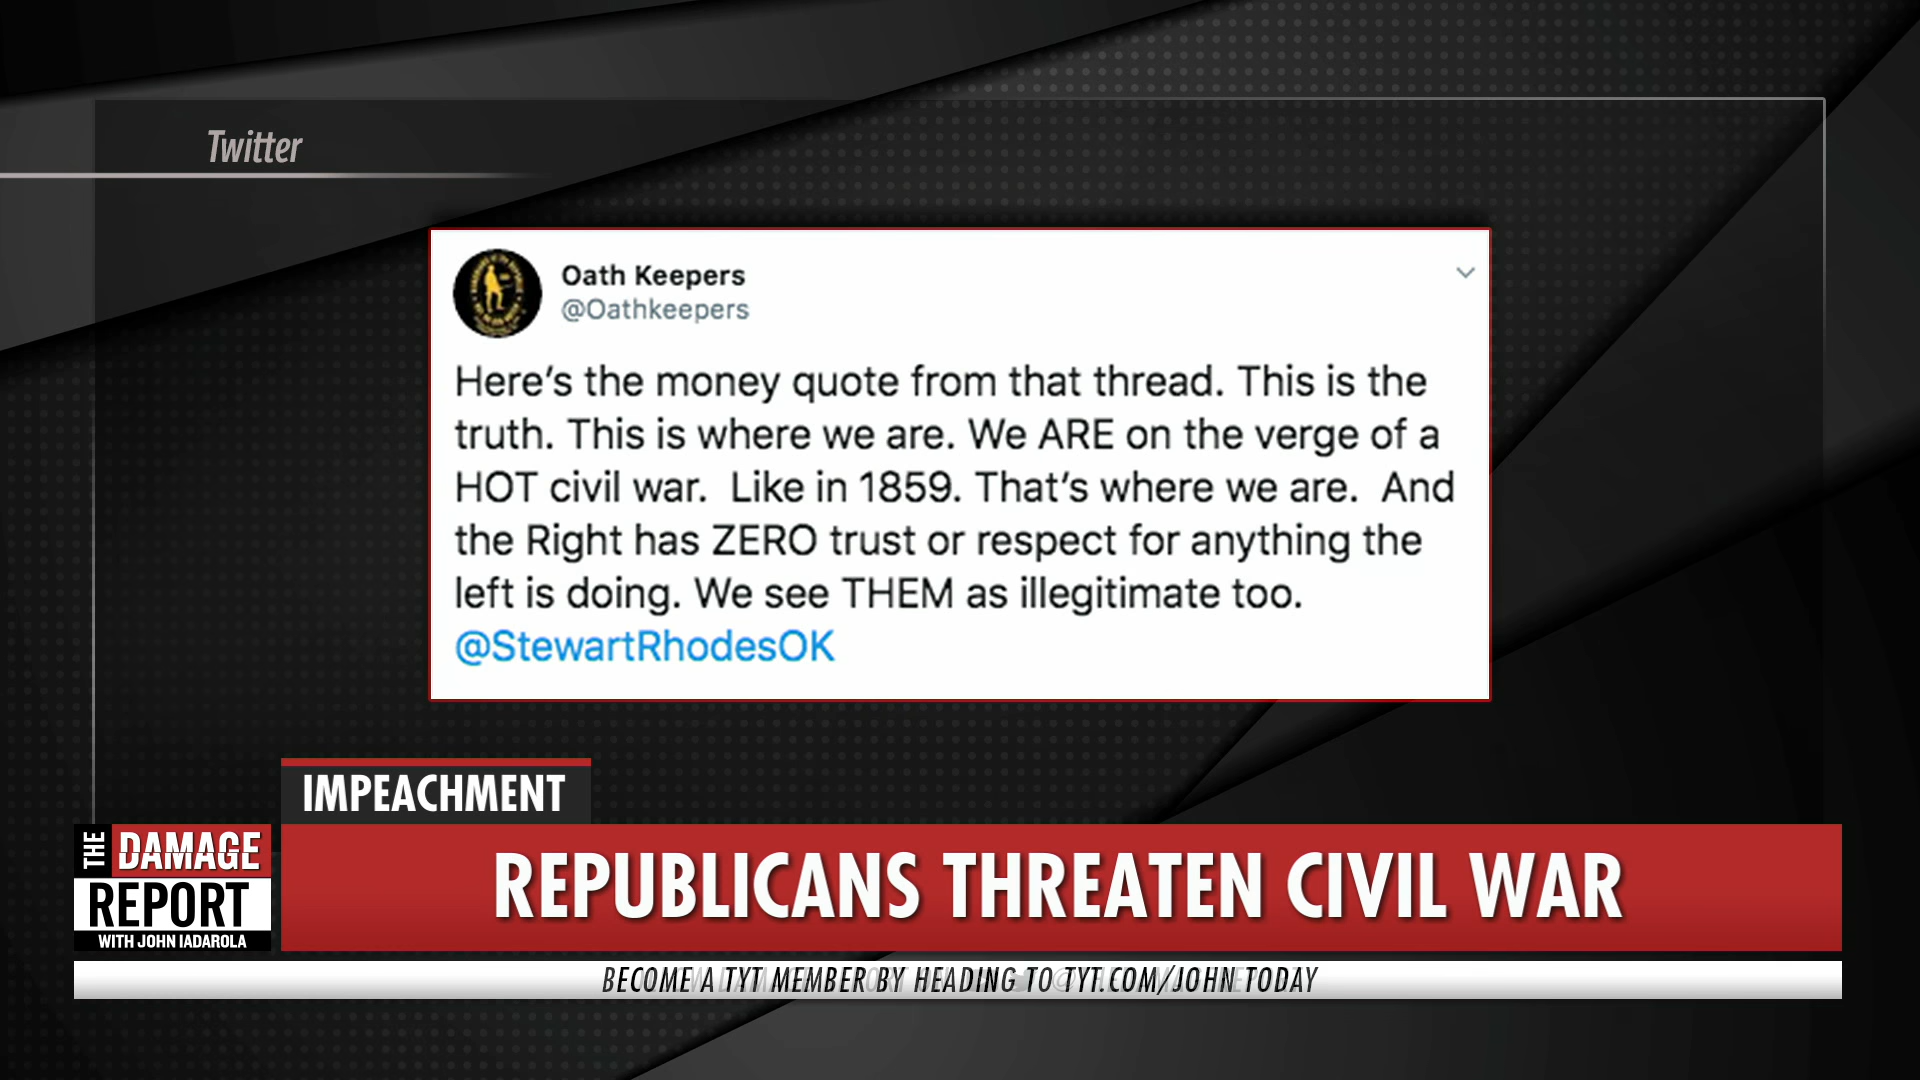 Twitter
Oath Keepers
@Oathkeepers
Here's the money quote from that thread. This is the
truth. This is where we are. We ARE on the verge of a
HOT civil war.  Like in 1859. That's where we are.  And
the Right has ZERO trust or respect for anything the
left is doing. We see THEM as illegitimate too.
@StewartRhodesOK
IMPEACHMENT
THE DAMAGE
REPORT
WITH JOHN IADAROLA
REPUBLICANS THREATEN CIVIL WAR
BECOME A TYT MEMBER BY HEADING TO TYT.COM/JOHN TODAY